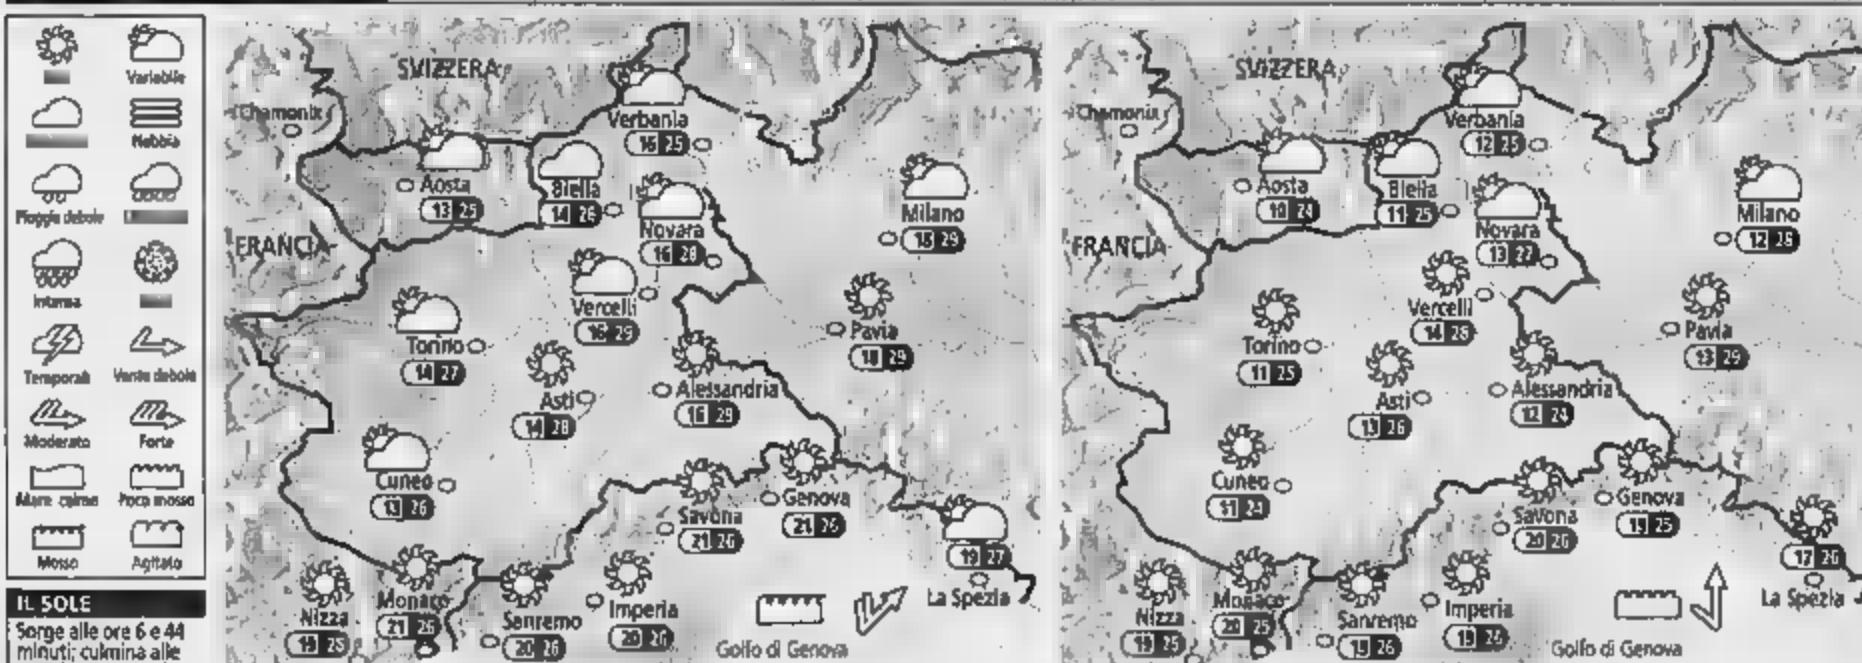 Variabile
Nebbia
Pioggia debole
Intensa
Temporali
Vento debole
Moderato
Forte
Mare calmo
Poco mosso
Mosso
Agitato
IL SOLE
Sorge alle ore 6 e 44
minuti; culmina alle
SVIZZERA
Chamonix
Verbania
16 25
Aosta
13 25
Biella
14 26
Novara
16 28
Milano
18 29
FRANCIA
Vercelli
16 29
Torino
14 27
Pavia
18 29
Asti
14 28
Alessandria
16 29
Cuneo
13 26
Savona
21 26
Genova
21 26
19 27
La Spezia
Nizza
19 25
Monaco
21 26
Sanremo
20 26
Imperia
20 26
Golfo di Genova
SVIZZERA
Chamonix
Verbania
12 25
Aosta
10 24
Biella
11 25
Novara
13 27
Milano
12 28
FRANCIA
Vercelli
14 28
Torino
11 25
Pavia
13 29
Asti
13 26
Alessandria
12 24
Cuneo
11 24
Savona
20 26
Genova
19 25
17 26
La Spezia
Nizza
19 25
Monaco
20 25
Sanremo
19 26
Imperia
19 26
Golfo di Genova